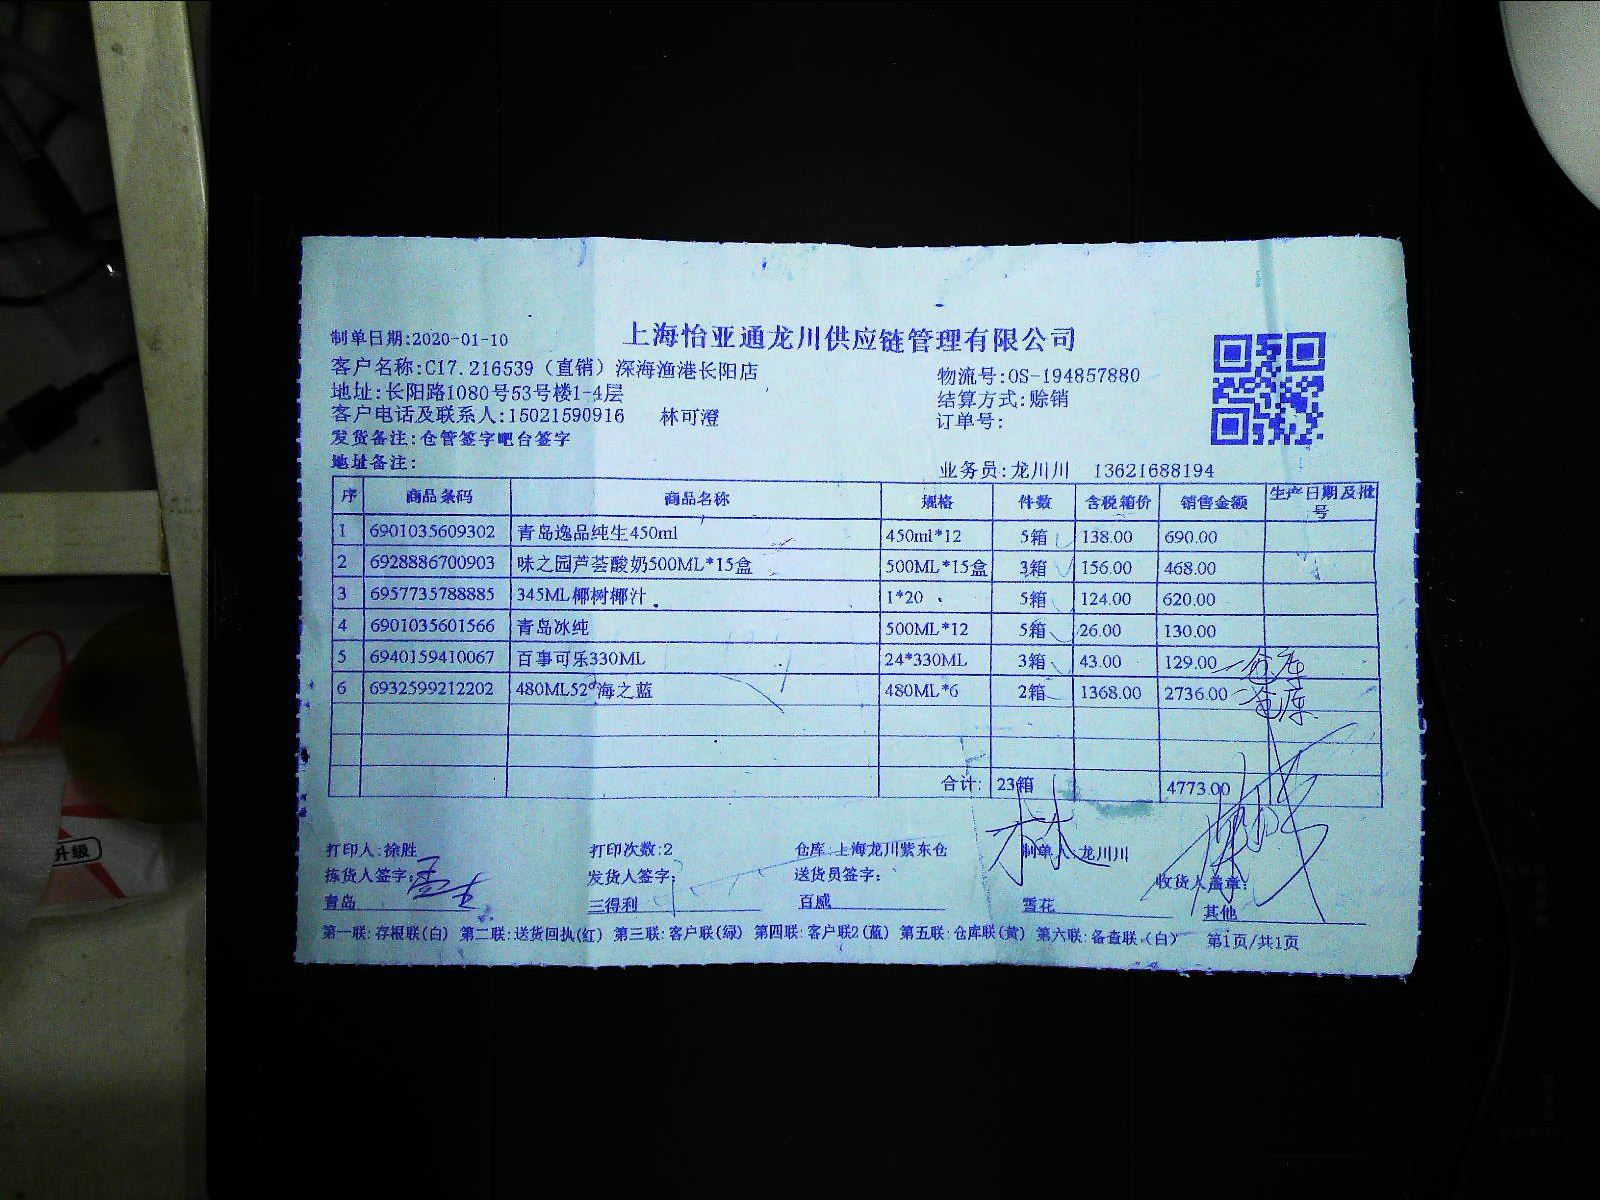 制单日期:2020-01-10 上海怡亚通龙川供应链管理有限公司
客户名称:C17.216539（直销）深海渔港长阳店 物流号:OS-194857880
地址:长阳路1080号53号楼1-4层 结算方式:赊销
客户电话及联系人:15021590916 林可澄 订单号:
发货备注:仓管签字吧台签字
地址备注: 业务员:龙川川 13621688194
序 商品条码 商品名称 规格 件数 含税箱价 销售金额 生产日期及批号
1 6901035609302 青岛逸品纯生450ml 450ml*12 5箱 138.00 690.00
2 6928886700903 味之园芦荟酸奶500ML*15盒 500ML*15盒 3箱 156.00 468.00
3 6957735788885 345ML椰树椰汁 1*20 5箱 124.00 620.00
4 6901035601566 青岛冰纯 500ML*12 5箱 26.00 130.00
5 6940159410067 百事可乐330ML 24*330ML 3箱 43.00 129.00 仓库
6 6932599212202 480ML52°海之蓝 480ML*6 2箱 1368.00 2736.00 仓库
合计: 23箱 4773.00
打印人:徐胜 打印次数:2 仓库:上海龙川紫东仓 制单人:龙川川
拣货人签字: 发货人签字: 送货员签字: 收货人盖章:
青岛 三得利 百威 雪花 其他
第一联:存根联(白) 第二联:送货回执(红) 第三联:客户联(绿) 第四联:客户联2(蓝) 第五联:仓库联(黄) 第六联:备查联(白) 第1页/共1页
升级